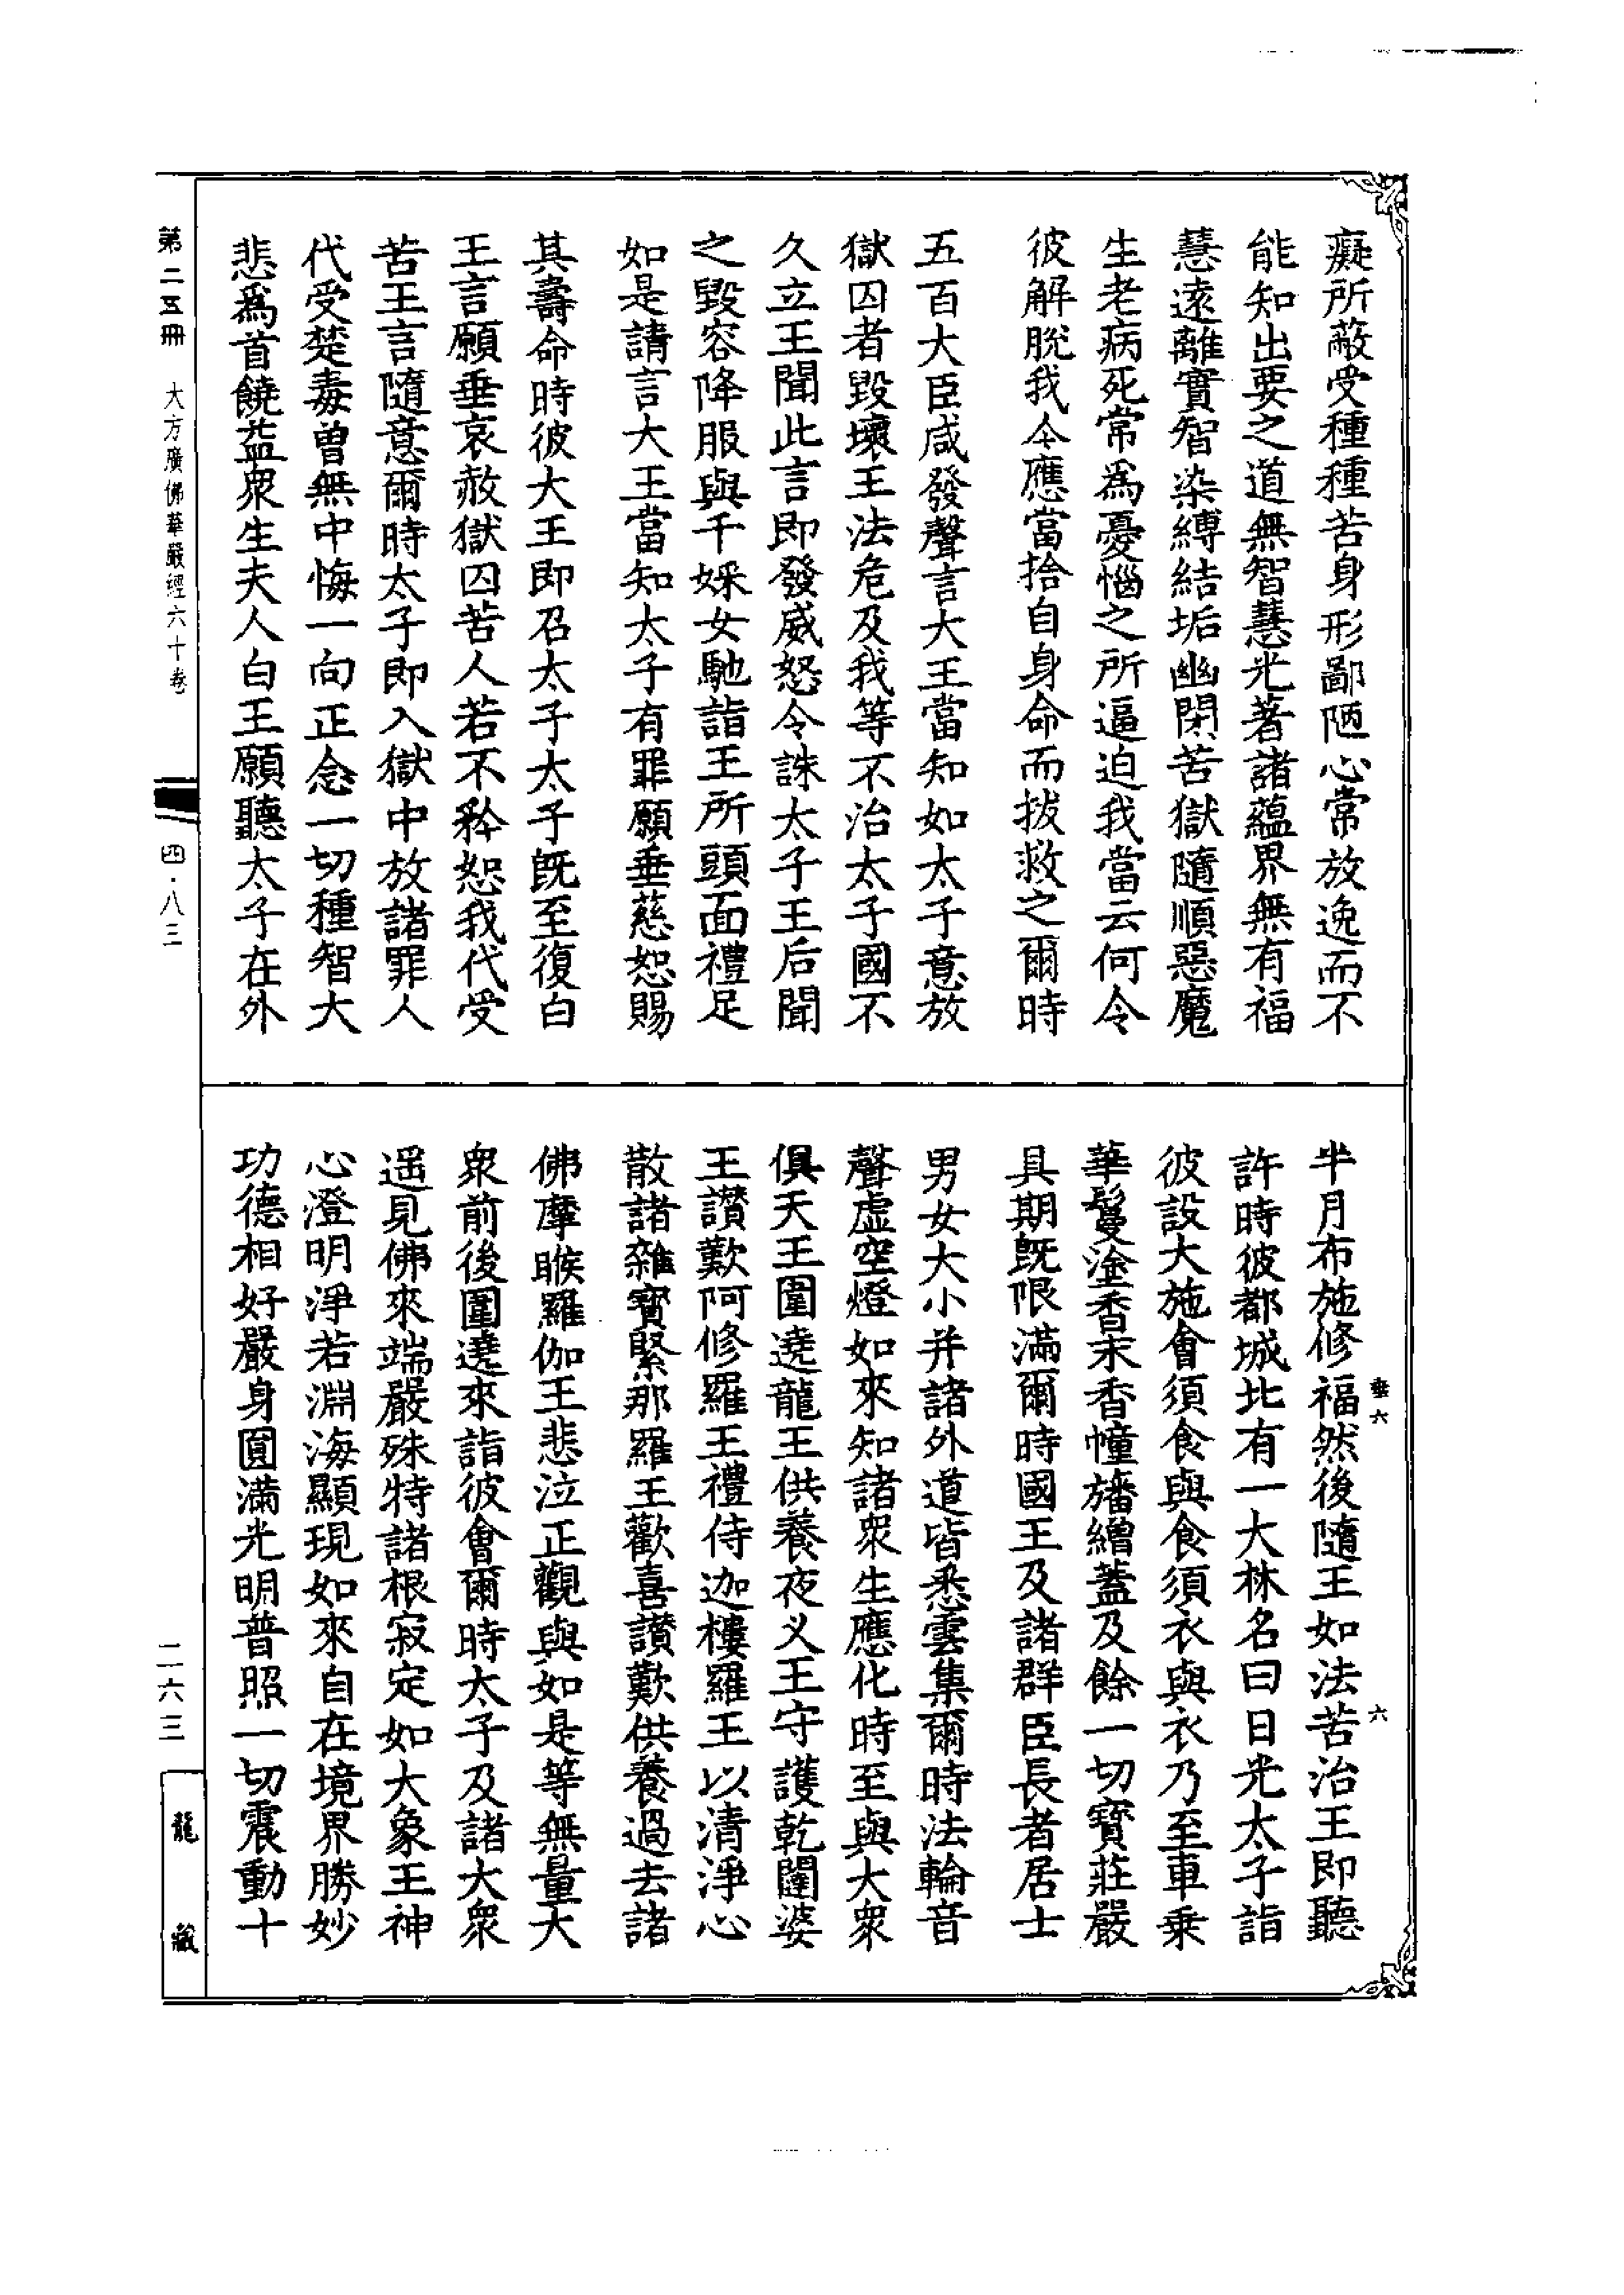 癡所蔽受種種苦身形鄙陋心常放逸而不
能知出要之道無智慧光著諸蘊界無有福
慧遠離實智染縛結垢幽閉苦獄隨順惡魔
生老病死常為憂惱之所逼迫我當云何令
彼解脫我今應當捨自身命而拔救之爾時
五百大臣咸發聲言大王當知如太子意放
獄囚者毀壞王法危及我等不治太子國不
久立王聞此言即發威怒令誅太子王后聞
之毀容降服與千婇女馳詣王所頭面禮足
如是請言大王當知太子有罪願垂慈恕賜
其壽命時彼大王即召太子太子旣至復白
王言願垂哀赦獄囚苦人若不矜恕我代受
苦王言隨意爾時太子即入獄中放諸罪人
代受楚毒曾無中悔一向正念一切種智大
悲爲首饒益衆生夫人白王願聽太子在外
半月布施修福然後隨王如法苦治王即聽
許時彼都城北有一大林名曰日光太子詣
彼設大施會須食與食須衣與衣乃至車乘
華鬘塗香末香幢旛繒蓋及餘一切寶莊嚴
具期旣限滿爾時國王及諸群臣長者居士
男女大小并諸外道皆悉雲集爾時法輪音
聲虛空燈如來知諸衆生應化時至與大衆
俱天王圍遶龍王供養夜叉王守護乾闥婆
王讚歎阿修羅王禮侍迦樓羅王以清淨心
散諸雜寶緊那羅王歡喜讚歎供養過去諸
佛摩睺羅伽王悲泣正觀與如是等無量大
衆前後圍遶來詣彼會爾時太子及諸大衆
遥見佛來端嚴殊特諸根寂定如大象王神
心澄明淨若淵海顯現如來自在境界勝妙
功德相好嚴身圓滿光明普照一切震動十
垂六
六
第二五冊
大方廣佛華嚴經六十卷
四·八三
二六三
龍藏